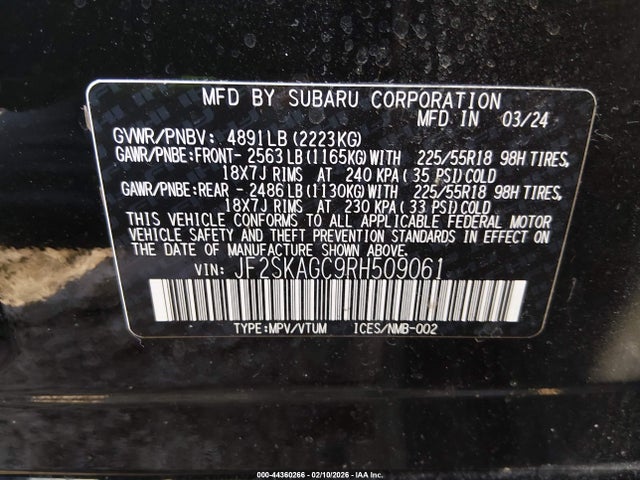 MFD BY SUBARU CORPORATION
MFD IN 03/24
GVWR/PNBV: 4891LB(2223KG)
GAWR/PNBE:FRONT- 2563LB(1165KG)WITH 225/55R18 98H TIRES,
18X7J RIMS AT 240 KPA( 35 PSI)COLD
GAWR/PNBE:REAR - 2486LB(1130KG)WITH 225/55R18 98H TIRES,
18X7J RIMS AT 230 KPA( 33 PSI)COLD
THIS VEHICLE CONFORMS TO ALL APPLICABLE FEDERAL MOTOR
VEHICLE SAFETY AND THEFT PREVENTION STANDARDS IN EFFECT ON
THE DATE OF MANUFACTURE SHOWN ABOVE.
VIN: JF2SKAGC9RH509061
TYPE:MPV/VTUM ICES/NMB-002
000-44360266 - 02/10/2026 - IAA Inc.